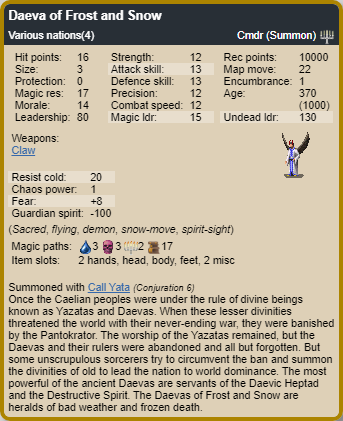 Daeva of Frost and Snow
Various nations(4) Cmdr (Summon)
Hit points: 16 Strength: 12 Rec points: 10000
Size: 3 Attack skill: 13 Map move: 22
Protection: 0 Defence skill: 13 Encumbrance: 1
Magic res: 17 Precision: 12 Age: 370
Morale: 14 Combat speed: 12 (1000)
Leadership: 80 Magic ldr: 15 Undead ldr: 130
Weapons:
Claw
Resist cold: 20
Chaos power: 1
Fear: +8
Guardian spirit: -100
(Sacred, flying, demon, snow-move, spirit-sight)
Magic paths: 3 3 2 17
Item slots: 2 hands, head, body, feet, 2 misc
Summoned with Call Yata (Conjuration 6)
Once the Caelian peoples were under the rule of divine beings
known as Yazatas and Daevas. When these lesser divinities
threatened the world with their never-ending war, they were banished
by the Pantokrator. The worship of the Yazatas remained, but the
Daevas and their rulers were abandoned and all but forgotten. But
some unscrupulous sorcerers try to circumvent the ban and summon
the divinities of old to lead the nation to world dominance. The most
powerful of the ancient Daevas are servants of the Daevic Heptad
and the Destructive Spirit. The Daevas of Frost and Snow are
heralds of bad weather and frozen death.